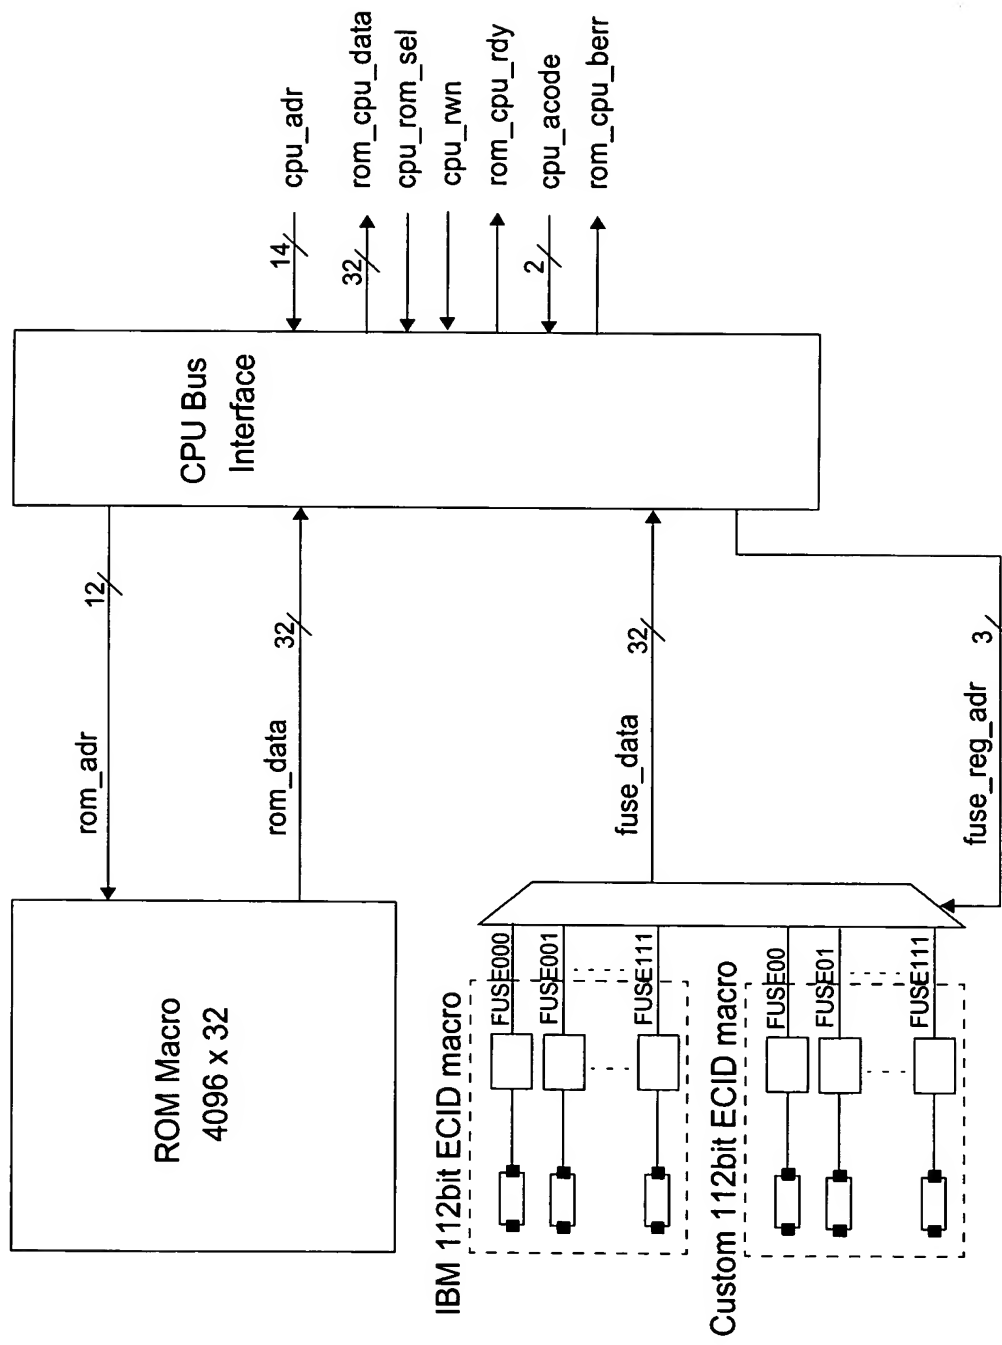 ROM Macro
4096 x 32
rom_adr
12
rom_data
32
CPU Bus
Interface
14
cpu_adr
32
rom_cpu_data
cpu_rom_sel
cpu_rwn
rom_cpu_rdy
2
cpu_acode
rom_cpu_berr
IBM 112bit ECID macro
FUSE000
FUSE001
FUSE111
fuse_data
32
Custom 112bit ECID macro
FUSE00
FUSE01
FUSE111
fuse_reg_adr
3